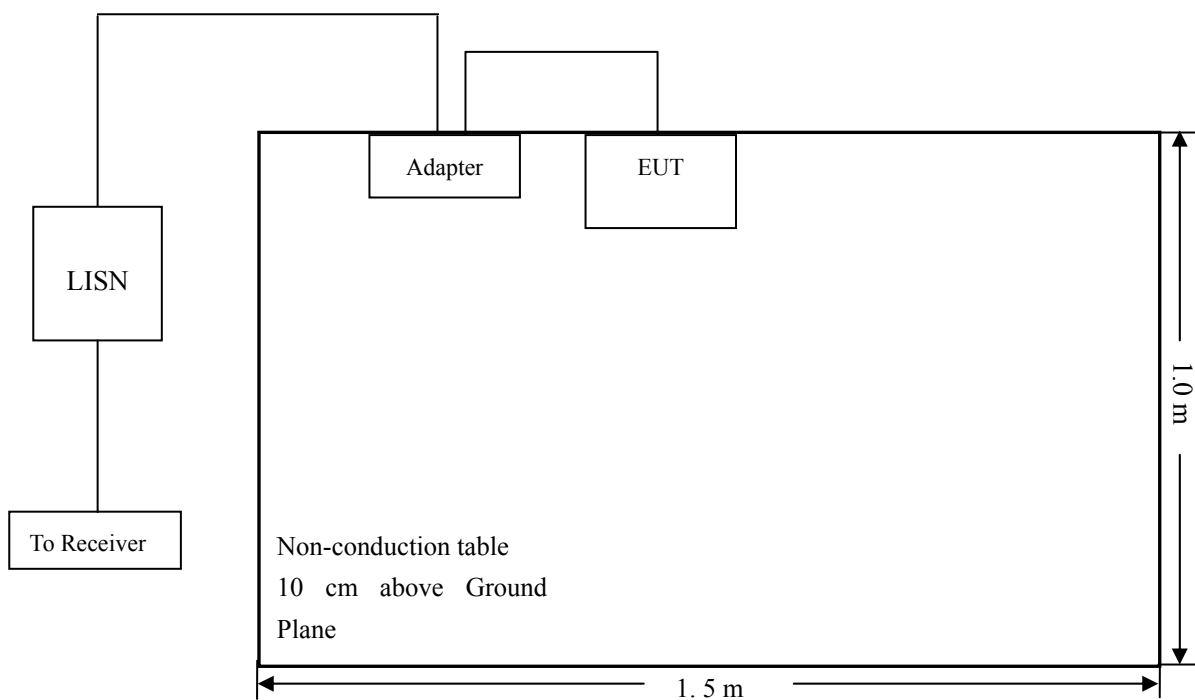 Adapter
EUT
LISN
1.0 m
To Receiver
Non-conduction table
10 cm above Ground
Plane
1. 5 m